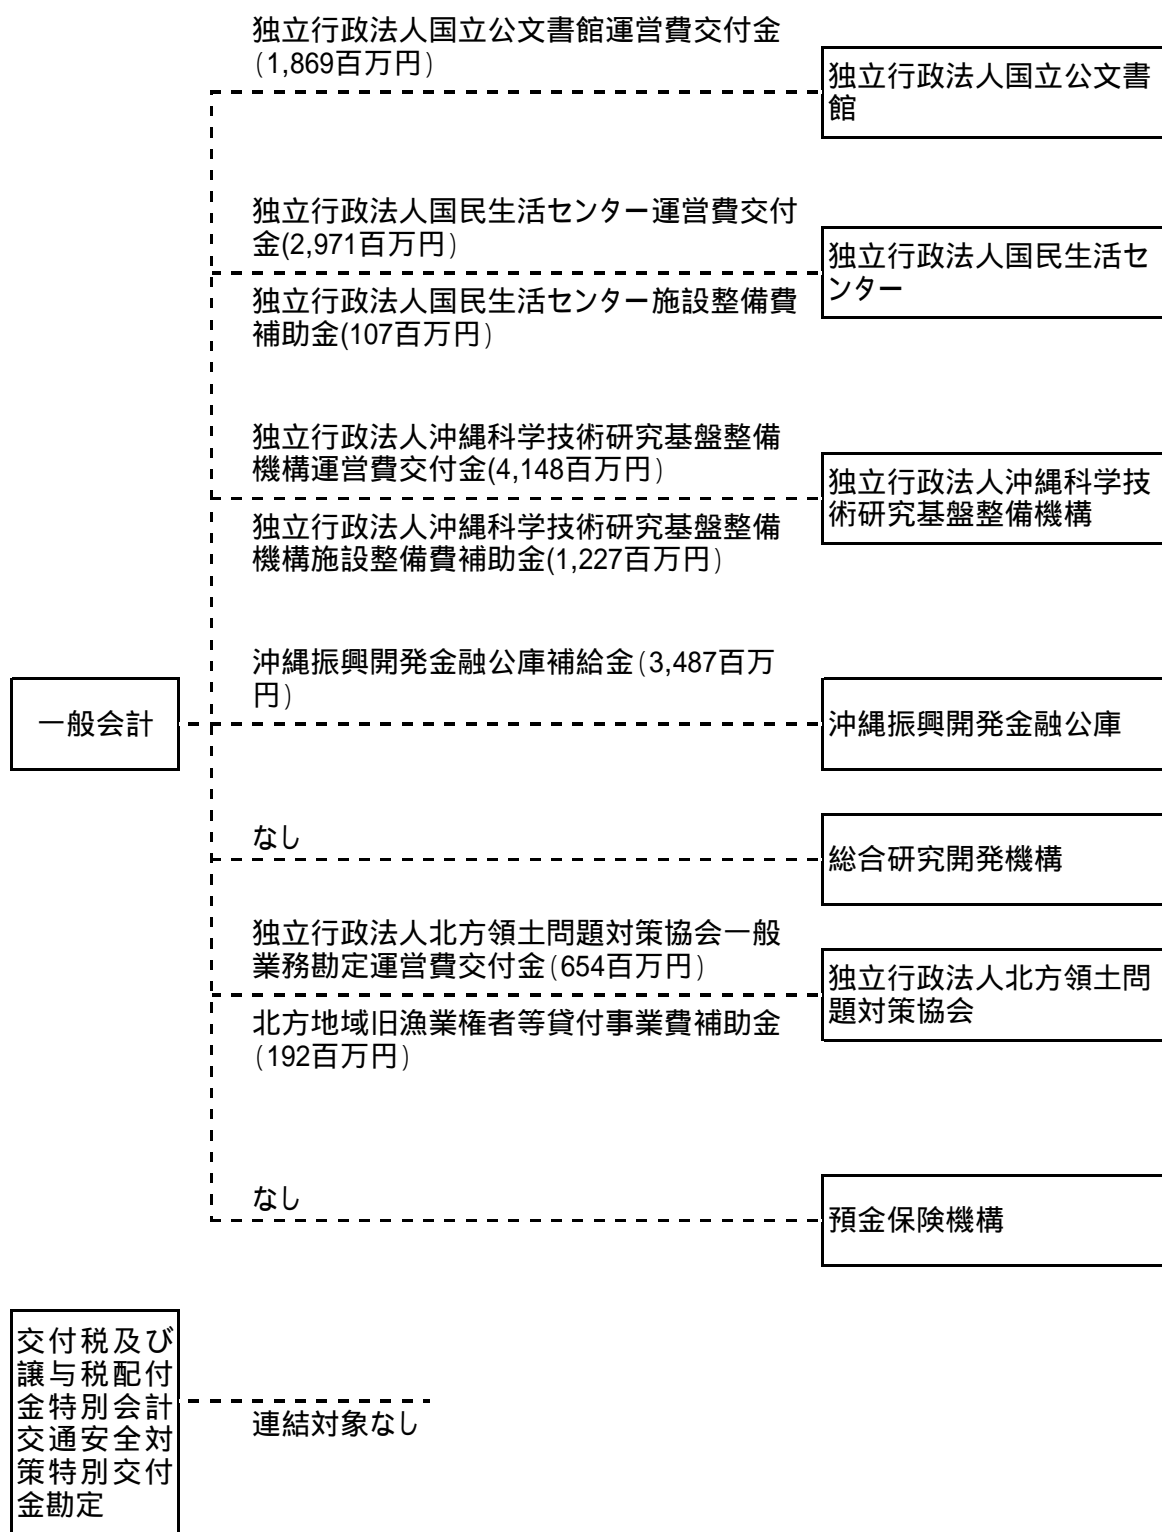 独立行政法人国立公文書館運営費交付金
(1,869百万円)
独立行政法人国立公文書
館
独立行政法人国民生活センター運営費交付
金(2,971百万円)
独立行政法人国民生活セ
ンター
独立行政法人国民生活センター施設整備費
補助金(107百万円)
独立行政法人沖縄科学技術研究基盤整備
機構運営費交付金(4,148百万円)
独立行政法人沖縄科学技
術研究基盤整備機構
独立行政法人沖縄科学技術研究基盤整備
機構施設整備費補助金(1,227百万円)
沖縄振興開発金融公庫補給金(3,487百万
円)
一般会計
沖縄振興開発金融公庫
なし
総合研究開発機構
独立行政法人北方領土問題対策協会一般
業務勘定運営費交付金(654百万円)
独立行政法人北方領土問
題対策協会
北方地域旧漁業権者等貸付事業費補助金
(192百万円)
なし
預金保険機構
交付税及び
譲与税配付
金特別会計
交通安全対
策特別交付
金勘定
連結対象なし